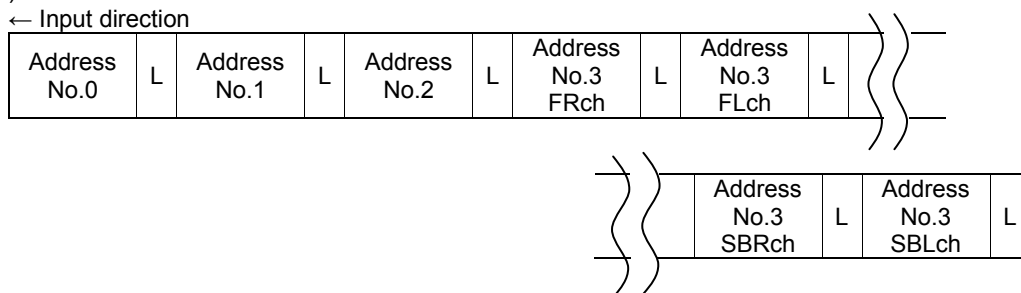 ← Input direction
Address No.0 L Address No.1 L Address No.2 L Address No.3 FRch L Address No.3 FLch L
Address No.3 SBRch L Address No.3 SBLch L